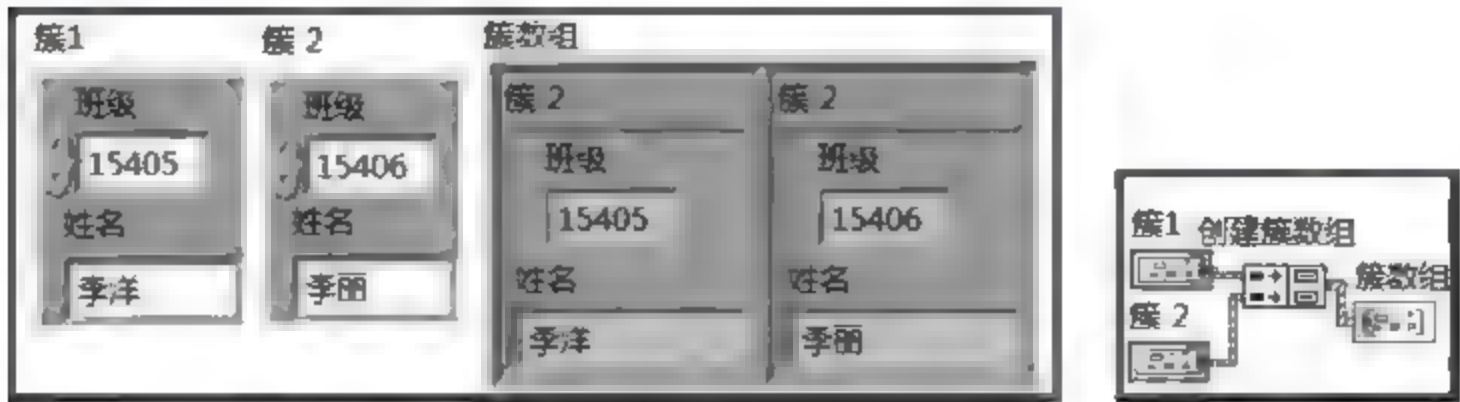 簇1
班级
15405
姓名
李洋
簇 2
班级
15406
姓名
李丽
簇数组
簇 2
班级
15405
姓名
李洋
簇 2
班级
15406
姓名
李丽
簇1
创建簇数组
簇数组
簇 2